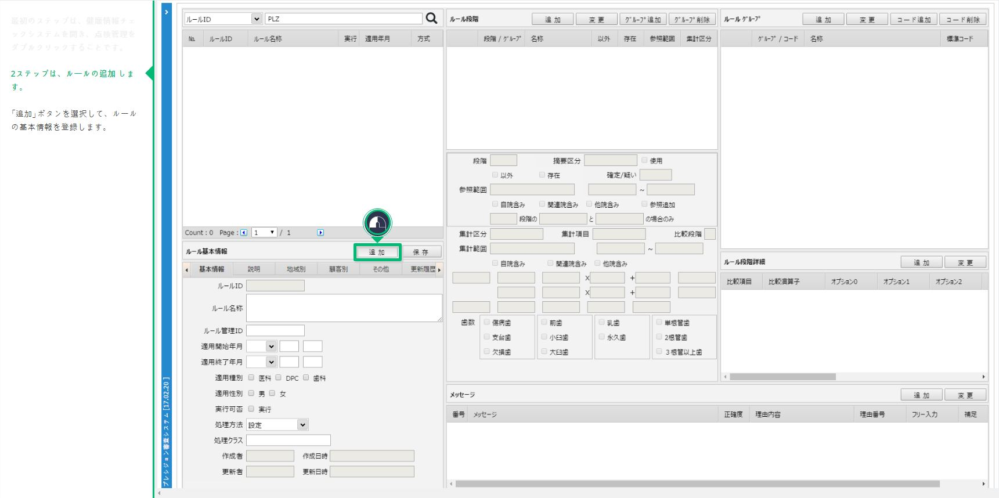 最初のステップは、健康情報チェ
ックシステムを開き、点検管理を
ダブルクリックすることです。
2ステップは、ルールの追加 しま
す。
「追加」ボタンを選択して、ルール
の基本情報を登録します。
プレシジョン審査システム [17.02.20 ]
ルールID PLZ
No. ルールID ルール名称 実行 適用年月 方式
Count : 0 Page : 1 / 1
ルール基本情報 追 加 保 存
基本情報 説明 地域別 顧客別 その他 更新履歴
ルールID
ルール名称
ルール管理ID
適用開始年月
適用終了年月
適用種別 医科 DPC 歯科
適用性別 男 女
実行可否 実行
処理方法 設定
処理クラス
作成者 作成日時
更新者 更新日時
ルール段階 追 加 変 更 ｸﾞﾙｰﾌﾟ追加 ｸﾞﾙｰﾌﾟ削除
段階 / ｸﾞﾙｰﾌﾟ 名称 以外 存在 参照範囲 集計区分
段階 摘要区分 使用
以外 存在 確定/疑い
参照範囲 ~
自院含み 関連院含み 他院含み 参照追加
段階の と の場合のみ
集計区分 集計項目 比較段階
集計範囲 ~
自院含み 関連院含み 他院含み
X +
X +
歯数 傷病歯 前歯 乳歯 単根管歯
支台歯 小臼歯 永久歯 2根管歯
欠損歯 大臼歯 3根管以上歯
ルール ｸﾞﾙｰﾌﾟ 追 加 変 更 コード追加 コード削除
ｸﾞﾙｰﾌﾟ / コード 名称 標準コード
ルール段階詳細 追 加 変 更
比較項目 比較演算子 オプション0 オプション1 オプション2
メッセージ 追 加 変 更
番号 メッセージ 正確度 理由内容 理由番号 フリー入力 補足